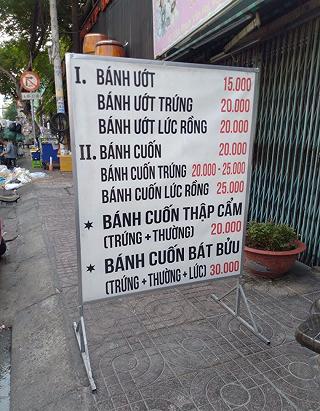 I. BÁNH ƯỚT 15.000
BÁNH ƯỚT TRỨNG 20.000
BÁNH ƯỚT LỨC RỒNG 20.000
II. BÁNH CUỐN 20.000
BÁNH CUỐN TRỨNG 20.000 - 25.000
BÁNH CUỐN LỨC RỒNG 25.000
* BÁNH CUỐN THẬP CẨM
(TRỨNG + THƯỜNG) 20.000
* BÁNH CUỐN BÁT BỬU
(TRỨNG + THƯỜNG + LỨC) 30.000